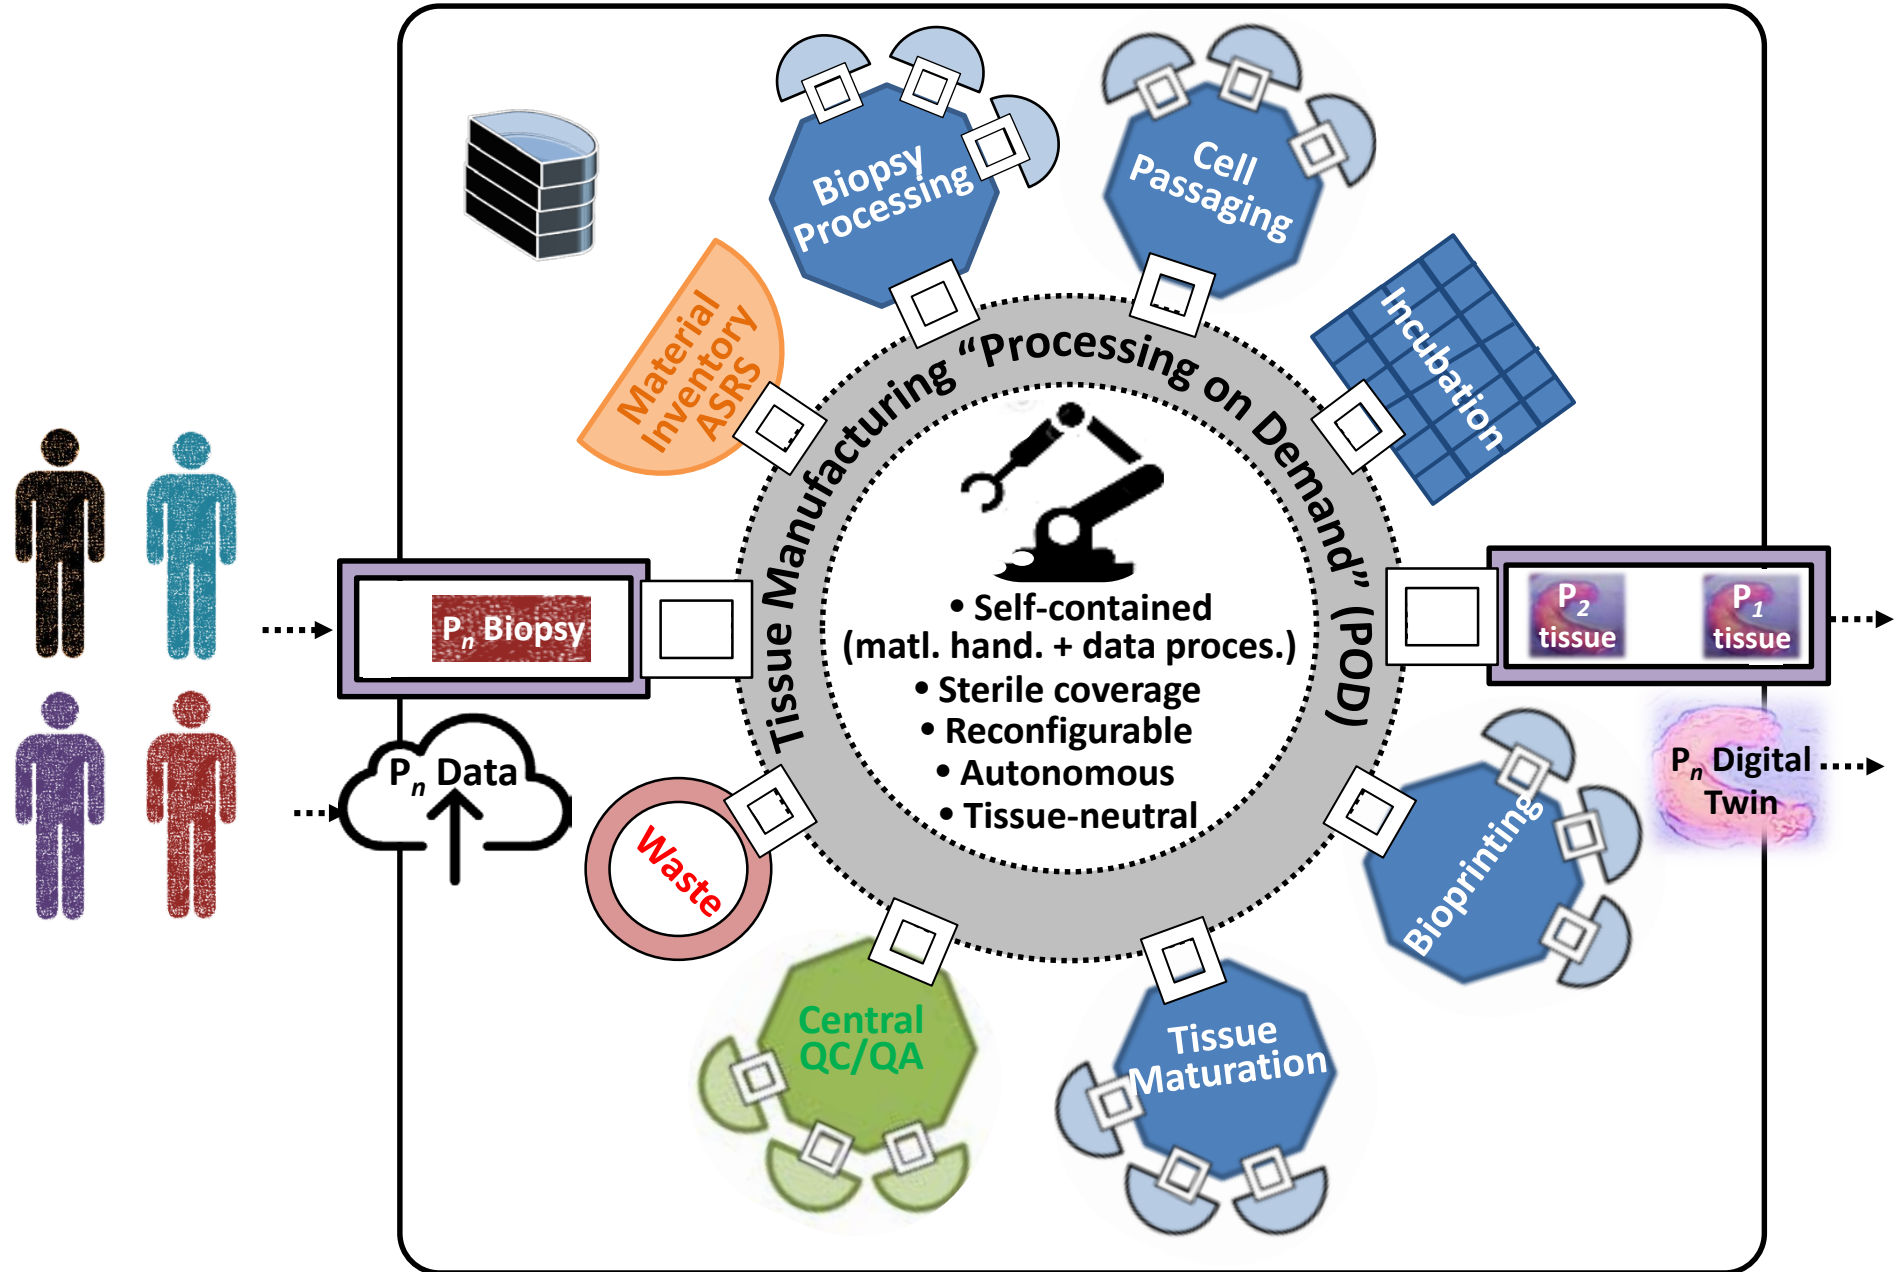 Biopsy
Processing
Cell
Passaging
Material
Inventory
ASRS
Incubation
Tissue Manufacturing “Processing on Demand” (POD)
• Self-contained
(matl. hand. + data proces.)
• Sterile coverage
• Reconfigurable
• Autonomous
• Tissue-neutral
Pn Biopsy
P2
tissue
P1
tissue
Pn Data
Pn Digital
Twin
Waste
Bioprinting
Central
QC/QA
Tissue
Maturation